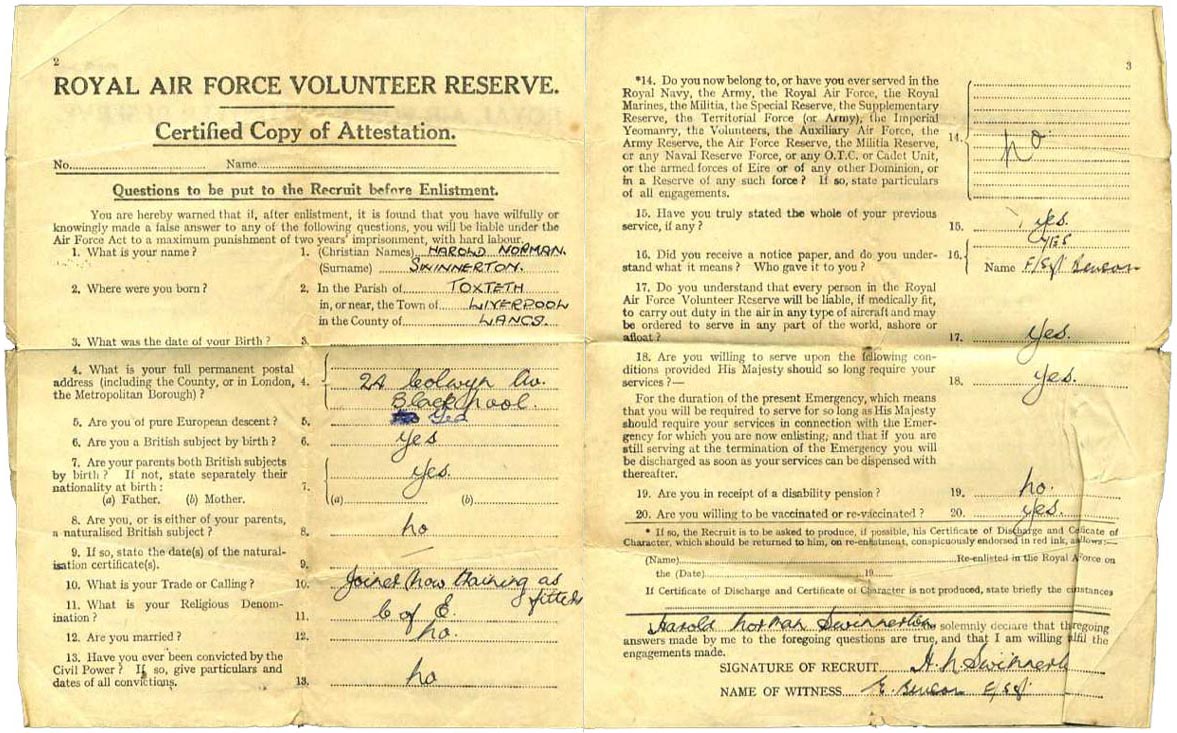 2
ROYAL AIR FORCE VOLUNTEER RESERVE.
Certified Copy of Attestation.
No. Name
Questions to be put to the Recruit before Enlistment.
You are hereby warned that if, after enlistment, it is found that you have wilfully or
knowingly made a false answer to any of the following questions, you will be liable under the
Air Force Act to a maximum punishment of two years' imprisonment, with hard labour.
1. What is your name? 1. (Christian Names) HAROLD NORMAN.
(Surname) SWINNERTON.
2. Where were you born? 2. In the Parish of TOXTETH
in, or near, the Town of LIVERPOOL
in the County of LANCS.
3. What was the date of your Birth? 3.
4. What is your full permanent postal
address (including the County, or in London, 4. 24 Colwyn Av.
the Metropolitan Borough)? Blackpool.
5. Are you of pure European descent? 5. Yes
6. Are you a British subject by birth? 6. yes
7. Are your parents both British subjects
by birth? If not, state separately their yes.
nationality at birth: 7.
(a) Father. (b) Mother. (a) (b)
8. Are you, or is either of your parents,
a naturalised British subject? 8. no
9. If so, state the date(s) of the natural-
isation certificate(s). 9.
10. What is your Trade or Calling? 10. Joiner now training as
fitter
11. What is your Religious Denom-
ination? 11. C of E.
12. Are you married? 12. no.
13. Have you ever been convicted by the
Civil Power? If so, give particulars and
dates of all convictions. 13. no
3
*14. Do you now belong to, or have you ever served in the
Royal Navy, the Army, the Royal Air Force, the Royal
Marines, the Militia, the Special Reserve, the Supplementary
Reserve, the Territorial Force (or Army), the Imperial
Yeomanry, the Volunteers, the Auxiliary Air Force, the 14. no
Army Reserve, the Air Force Reserve, the Militia Reserve,
or any Naval Reserve Force, or any O.T.C. or Cadet Unit,
or the armed forces of Eire or of any other Dominion, or
in a Reserve of any such force? If so, state particulars
of all engagements.
15. Have you truly stated the whole of your previous
service, if any? 15. yes.
16. Did you receive a notice paper, and do you under- 16. yes
stand what it means? Who gave it to you? Name F/Sgt Benson
17. Do you understand that every person in the Royal
Air Force Volunteer Reserve will be liable, if medically fit,
to carry out duty in the air in any type of aircraft and may
be ordered to serve in any part of the world, ashore or
afloat? 17. yes.
18. Are you willing to serve upon the following con-
ditions provided His Majesty should so long require your
services?— 18. yes.
For the duration of the present Emergency, which means
that you will be required to serve for so long as His Majesty
should require your services in connection with the Emer-
gency for which you are now enlisting; and that if you are
still serving at the termination of the Emergency you will
be discharged as soon as your services can be dispensed with
thereafter.
19. Are you in receipt of a disability pension? 19. no.
20. Are you willing to be vaccinated or re-vaccinated? 20. yes.
* If so, the Recruit is to be asked to produce, if possible, his Certificate of Discharge and Ceficate of
Character, which should be returned to him, on re-enlistment, conspicuously endorsed in red ink, as follows:—
(Name) Re-enlisted in the Royal A Force on
the (Date) 19
If Certificate of Discharge and Certificate of Character is not produced, state briefly the cimstances
Harold Norman Swinnerton solemnly declare that the going
answers made by me to the foregoing questions are true, and that I am willing fulfil the
engagements made.
SIGNATURE OF RECRUIT H. N Swinnert
NAME OF WITNESS E. Benson F/Sgt.